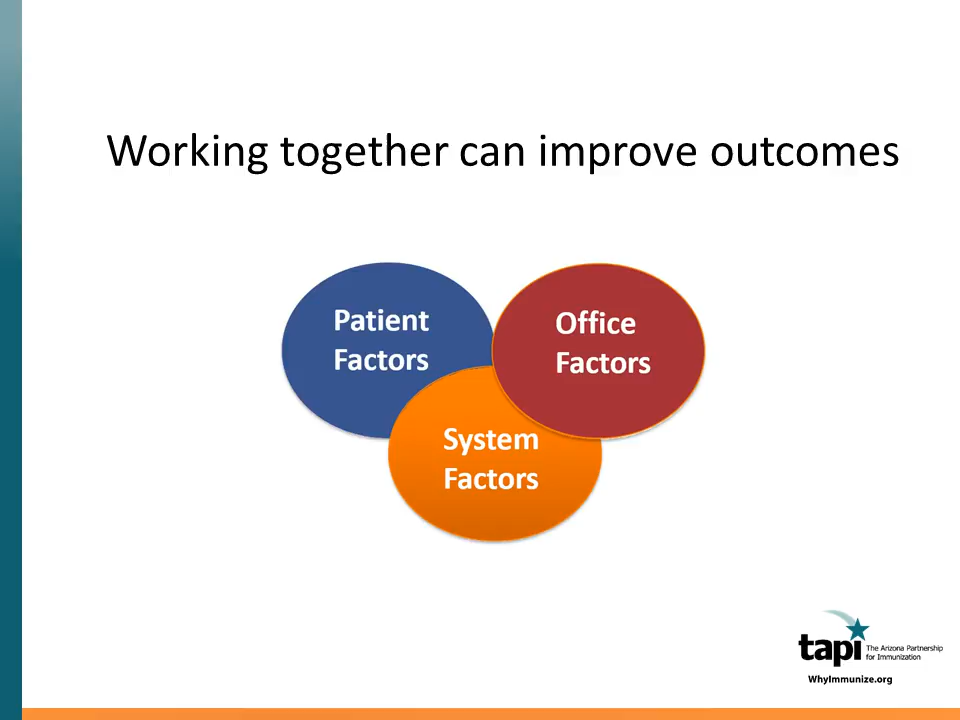 Working together can improve outcomes
Patient
Factors
Office
Factors
System
Factors
tapi
The Arizona Partnership
for Immunization
WhyImmunize.org